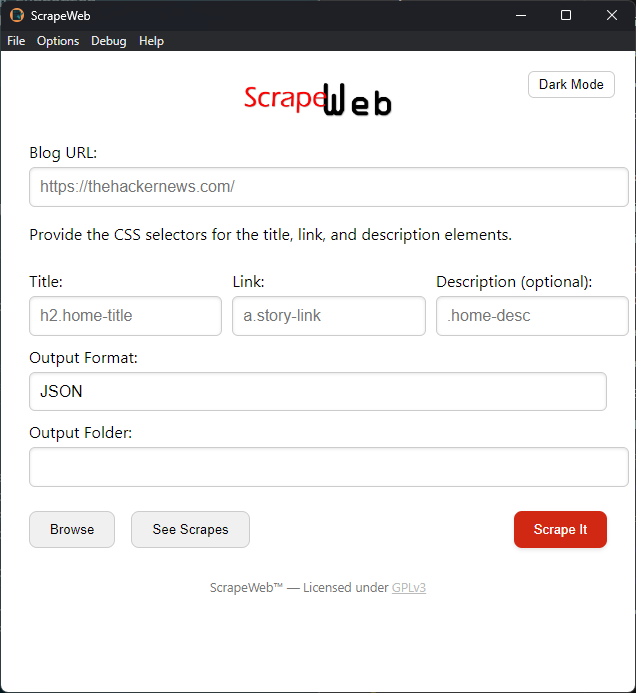 ScrapeWeb
File Options Debug Help
Dark Mode
ScrapeWeb
Blog URL:
https://thehackernews.com/
Provide the CSS selectors for the title, link, and description elements.
Title: Link: Description (optional):
h2.home-title a.story-link .home-desc
Output Format:
JSON
Output Folder:
Browse See Scrapes Scrape It
ScrapeWeb™ — Licensed under GPLv3